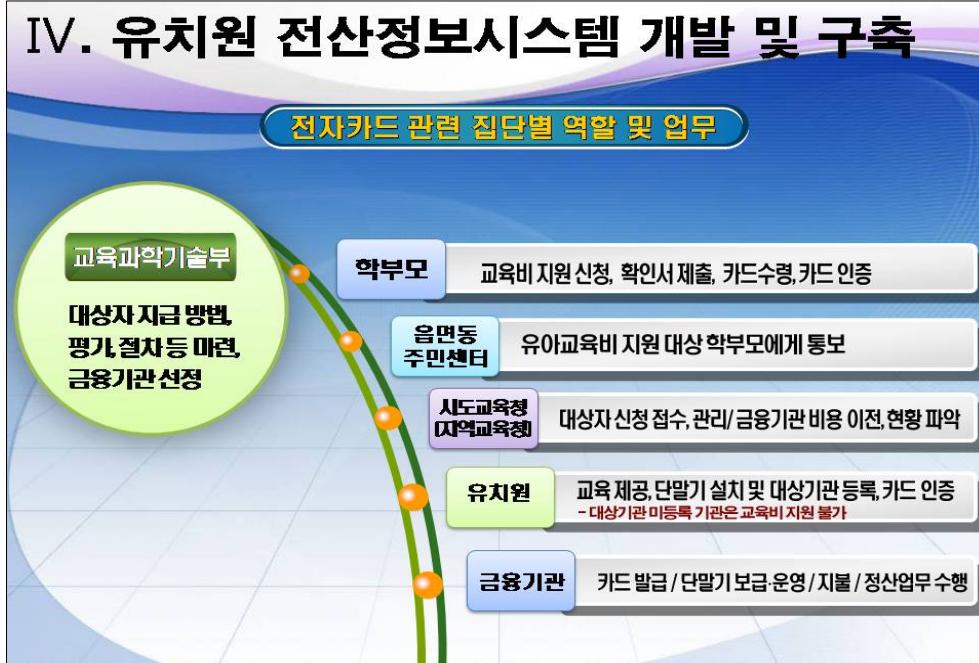 Ⅳ. 유치원 전산정보시스템 개발 및 구축
전자카드 관련 집단별 역할 및 업무
교육과학기술부
대상자 지급 방법,
평가, 절차 등 마련,
금융기관 선정
학부모
교육비 지원 신청, 확인서 제출, 카드수령, 카드 인증
읍면동
주민센터
유아교육비 지원 대상 학부모에게 통보
시도교육청
(지역교육청)
대상자 신청 접수, 관리/ 금융기관 비용 이전, 현황 파악
유치원
교육 제공, 단말기 설치 및 대상기관 등록, 카드 인증
- 대상기관 미등록 기관은 교육비 지원 불가
금융기관
카드 발급 / 단말기 보급·운영 / 지불 / 정산업무 수행